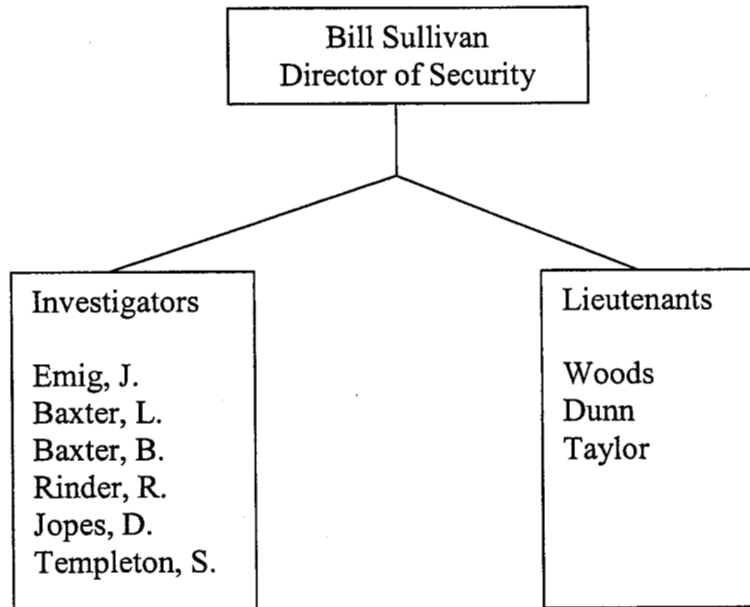 Bill Sullivan
Director of Security
Investigators
Emig, J.
Baxter, L.
Baxter, B.
Rinder, R.
Jopes, D.
Templeton, S.
Lieutenants
Woods
Dunn
Taylor